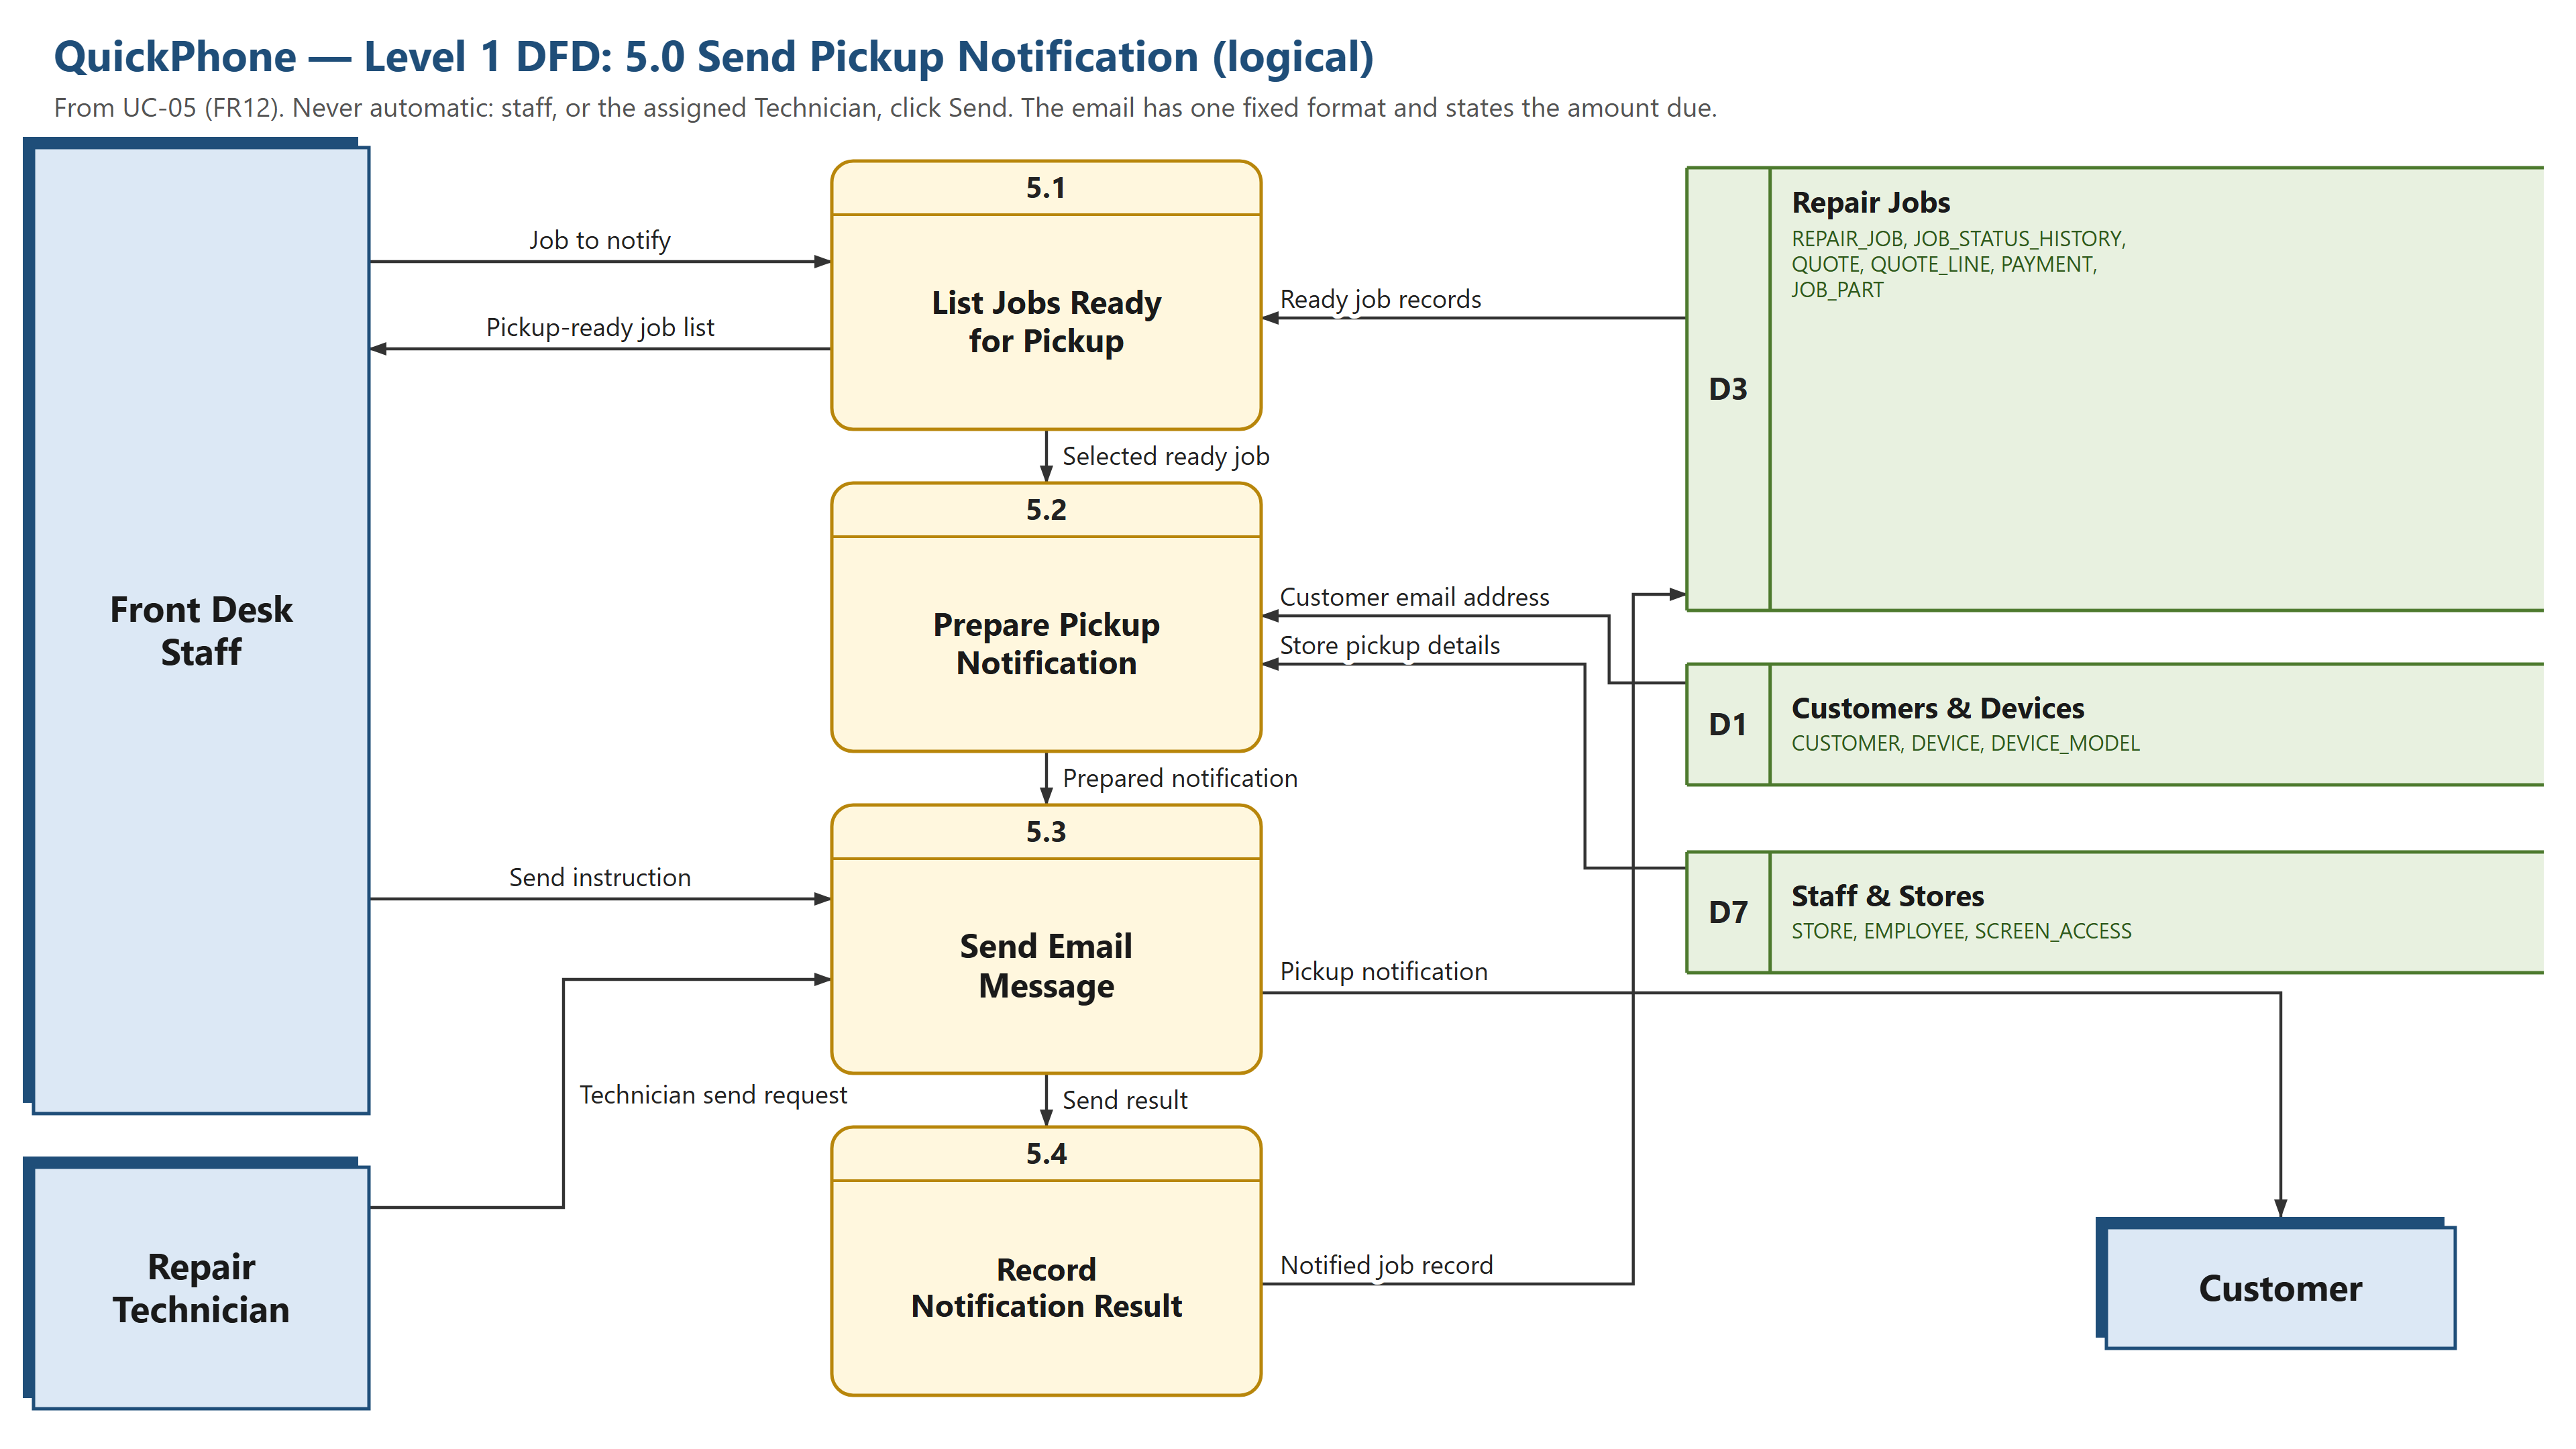 QuickPhone — Level 1 DFD: 5.0 Send Pickup Notification (logical)
From UC-05 (FR12). Never automatic: staff, or the assigned Technician, click Send. The email has one fixed format and states the amount due.
Front Desk
Staff
Job to notify
Pickup-ready job list
5.1
List Jobs Ready
for Pickup
Ready job records
D3
Repair Jobs
REPAIR_JOB, JOB_STATUS_HISTORY,
QUOTE, QUOTE_LINE, PAYMENT,
JOB_PART
Selected ready job
5.2
Prepare Pickup
Notification
Customer email address
Store pickup details
D1
Customers & Devices
CUSTOMER, DEVICE, DEVICE_MODEL
Prepared notification
Send instruction
5.3
Send Email
Message
D7
Staff & Stores
STORE, EMPLOYEE, SCREEN_ACCESS
Pickup notification
Technician send request
Send result
Repair
Technician
5.4
Record
Notification Result
Notified job record
Customer